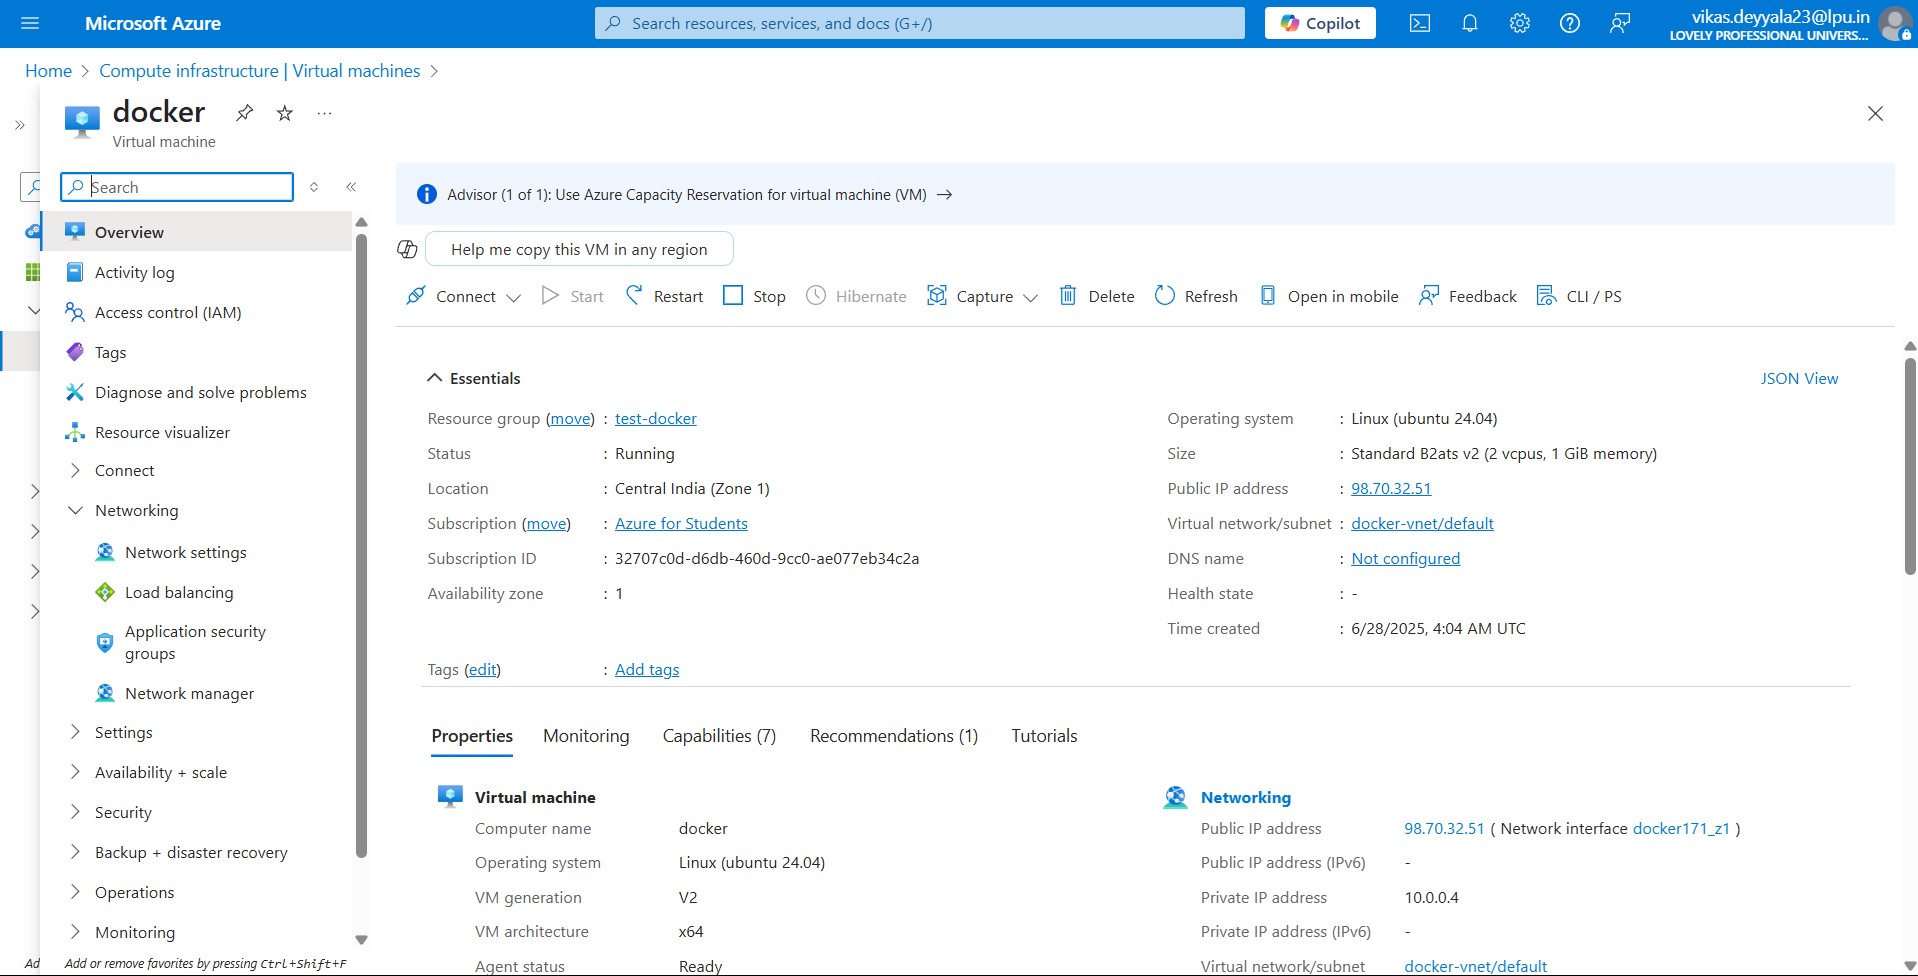 Microsoft Azure
Search resources, services, and docs (G+/)
Copilot
vikas.deyyala23@lpu.in
LOVELY PROFESSIONAL UNIVERS...
Home > Compute infrastructure | Virtual machines >
docker
Virtual machine
Search
Overview
Activity log
Access control (IAM)
Tags
Diagnose and solve problems
Resource visualizer
Connect
Networking
Network settings
Load balancing
Application security
groups
Network manager
Settings
Availability + scale
Security
Backup + disaster recovery
Operations
Monitoring
Ad
Add or remove favorites by pressing Ctrl+Shift+F
Advisor (1 of 1): Use Azure Capacity Reservation for virtual machine (VM) →
Help me copy this VM in any region
Connect Start Restart Stop Hibernate Capture Delete Refresh Open in mobile Feedback CLI / PS
Essentials
JSON View
Resource group (move) : test-docker
Status : Running
Location : Central India (Zone 1)
Subscription (move) : Azure for Students
Subscription ID : 32707c0d-d6db-460d-9cc0-ae077eb34c2a
Availability zone : 1
Operating system : Linux (ubuntu 24.04)
Size : Standard B2ats v2 (2 vcpus, 1 GiB memory)
Public IP address : 98.70.32.51
Virtual network/subnet : docker-vnet/default
DNS name : Not configured
Health state : -
Time created : 6/28/2025, 4:04 AM UTC
Tags (edit) : Add tags
Properties Monitoring Capabilities (7) Recommendations (1) Tutorials
Virtual machine
Computer name docker
Operating system Linux (ubuntu 24.04)
VM generation V2
VM architecture x64
Agent status Ready
Networking
Public IP address 98.70.32.51 ( Network interface docker171_z1 )
Public IP address (IPv6) -
Private IP address 10.0.0.4
Private IP address (IPv6) -
Virtual network/subnet docker-vnet/default